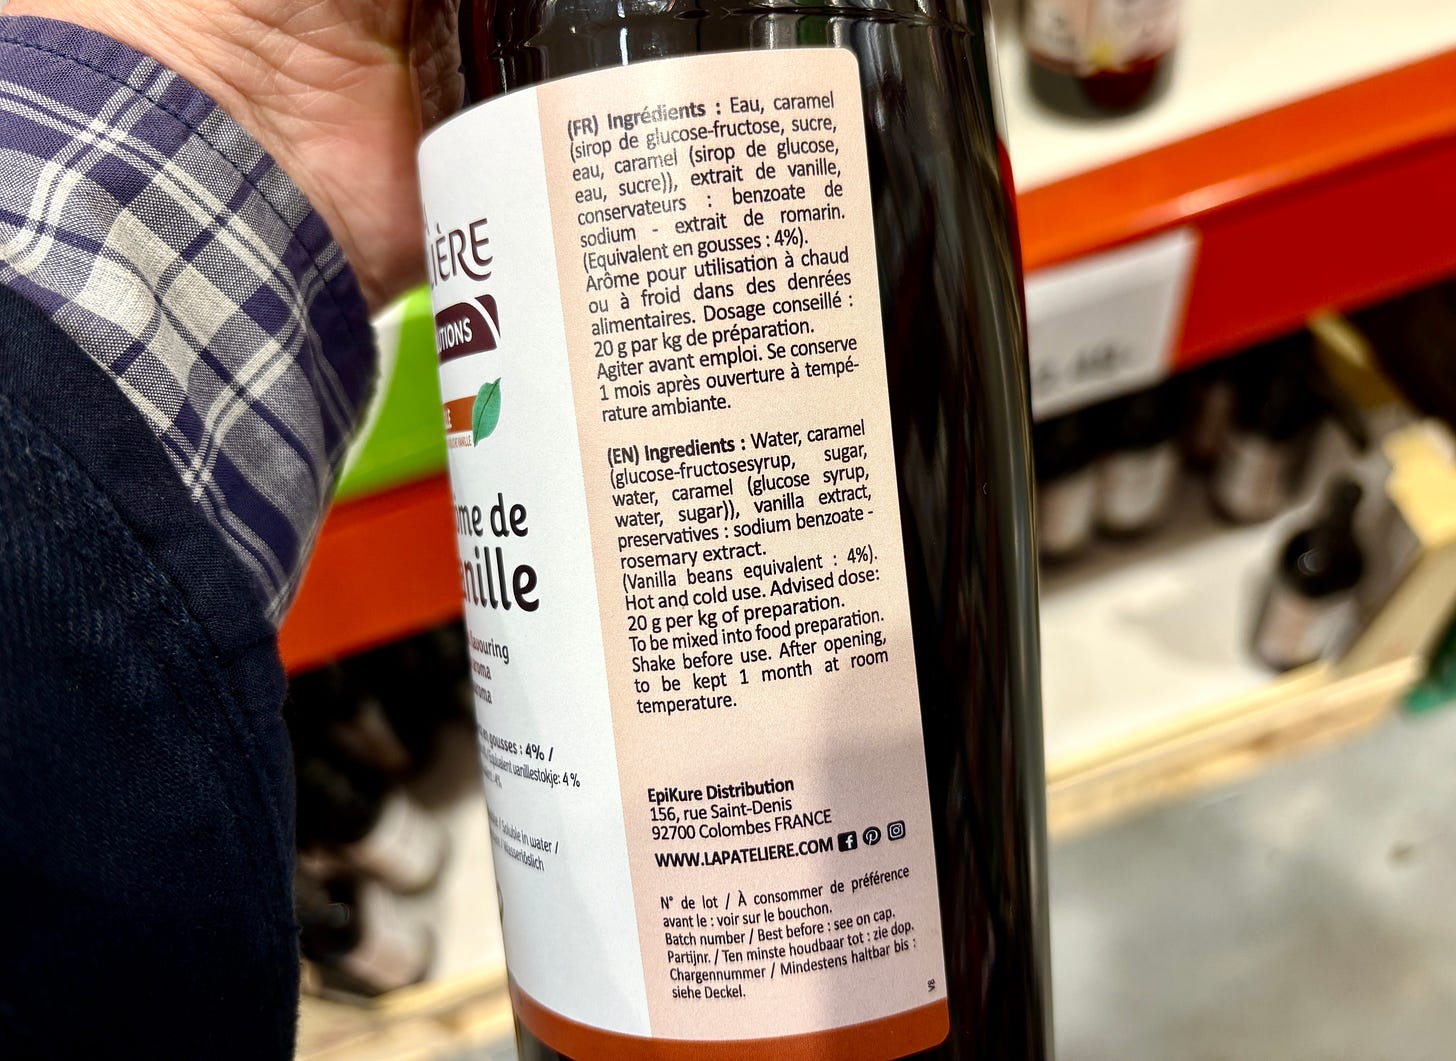 IÈRE
UTIONS
me de
nille
avouring
roma
roma
gousses : 4% /
Equivalent vanillestokje: 4%
: 4%
/ Soluble in water /
/ Wasserlöslich
(FR) Ingrédients : Eau, caramel
(sirop de glucose-fructose, sucre,
eau, caramel (sirop de glucose,
eau, sucre)), extrait de vanille,
conservateurs : benzoate de
sodium - extrait de romarin.
(Equivalent en gousses : 4%).
Arôme pour utilisation à chaud
ou à froid dans des denrées
alimentaires. Dosage conseillé :
20 g par kg de préparation.
Agiter avant emploi. Se conserve
1 mois après ouverture à tempé-
rature ambiante.
(EN) Ingredients : Water, caramel
(glucose-fructosesyrup, sugar,
water, caramel (glucose syrup,
water, sugar)), vanilla extract,
preservatives : sodium benzoate -
rosemary extract.
(Vanilla beans equivalent : 4%).
Hot and cold use. Advised dose:
20 g per kg of preparation.
To be mixed into food preparation.
Shake before use. After opening,
to be kept 1 month at room
temperature.
EpiKure Distribution
156, rue Saint-Denis
92700 Colombes FRANCE
WWW.LAPATELIERE.COM
N° de lot / À consommer de préférence
avant le : voir sur le bouchon.
Batch number / Best before : see on cap.
Partijnr. / Ten minste houdbaar tot : zie dop.
Chargennummer / Mindestens haltbar bis :
siehe Deckel.
V8